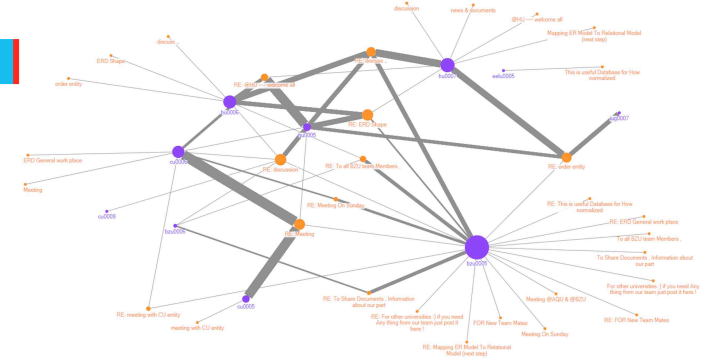 discussion
news & documents
@HU ---- welcome all
Mapping ER Model To Relational Model
(next step)
discuss ..
ERD Shape
order entity
RE: discuss ..
hu0007
eelu0005
This is useful Database for How
normalized
RE: @HU ---- welcome all
RE: ERD Shape
RE: order entity
ERD General work place
Meeting
RE: discussion
RE: To all BZU team Members .
cu0009
RE: Meeting On Sunday
RE: Meeting
RE: This is useful Database for How
normalized
RE: ERD General work place
To all BZU team Members .
To Share Documents , Information about
our part
For other universities :) if you need Any
thing from our team just post it here !
cu0005
RE: meeting with CU entity
meeting with CU entity
RE: To Share Documents , Information
about our part
RE: For other universities :) if you need
Any thing from our team just post it
here !
Meeting @AQU & @BZU
FOR New Team Mates
Meeting On Sunday
RE: FOR New Team Mates
RE: Mapping ER Model To Relational
Model (next step)